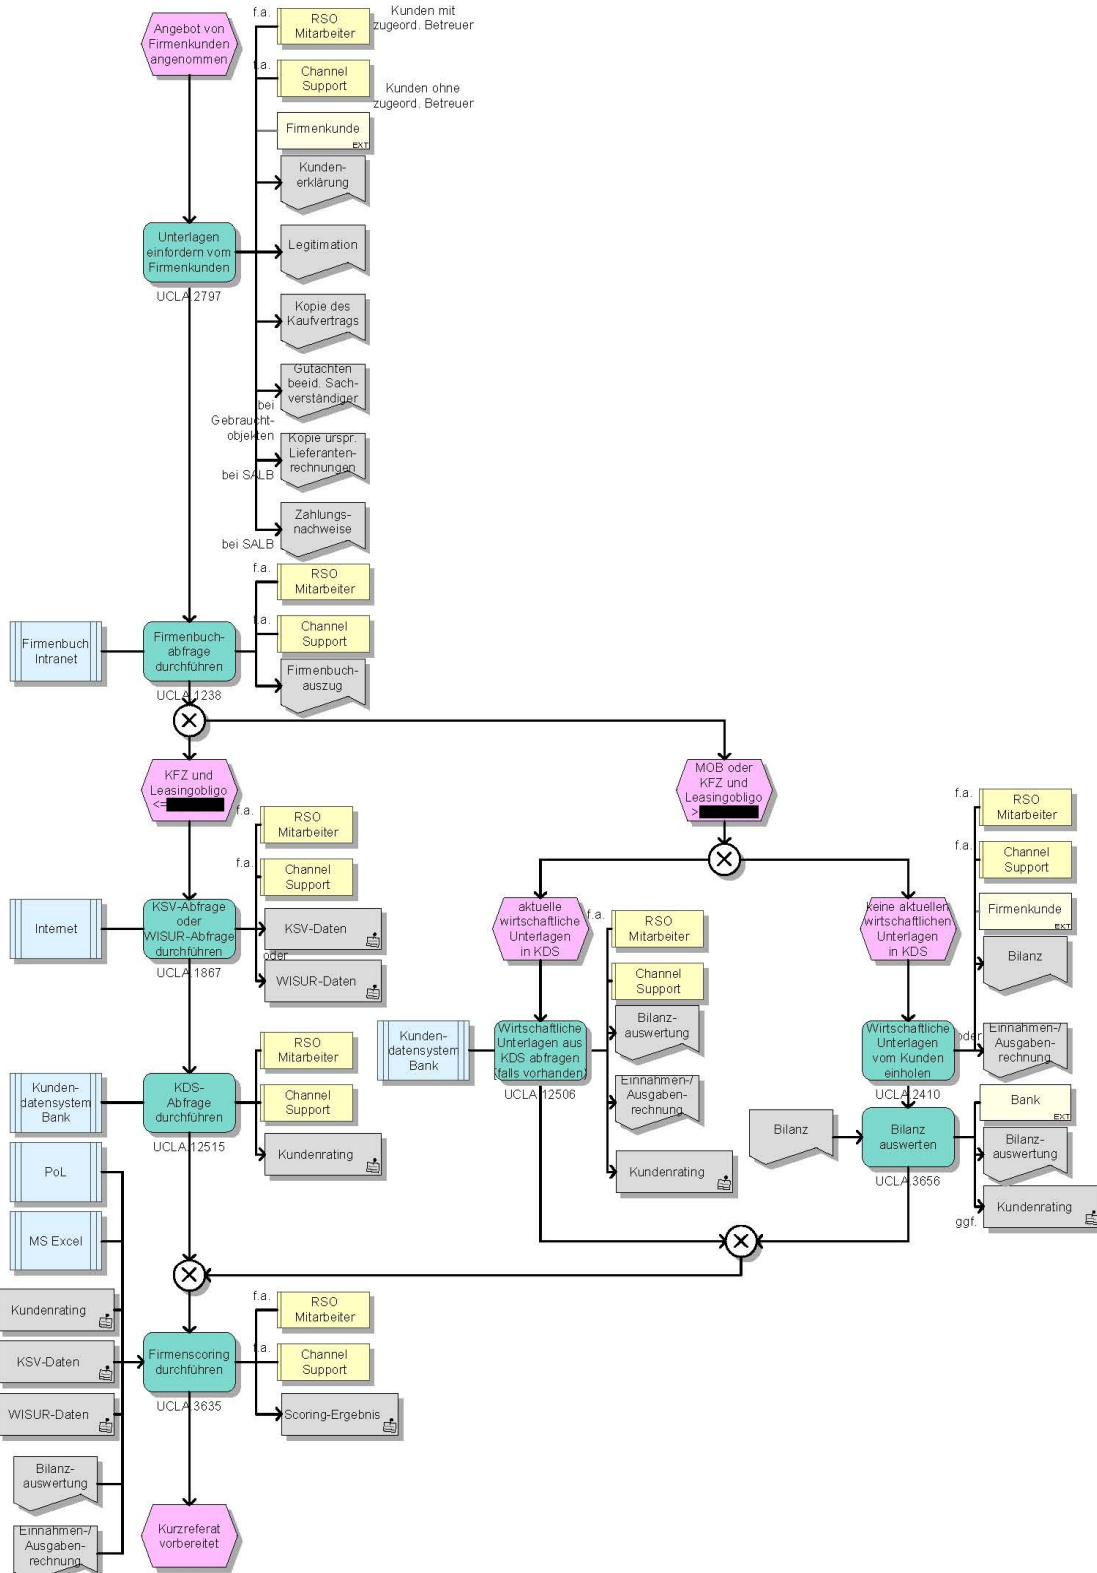 Angebot von
Firmenkunden
angenommen
f.a.
RSO
Mitarbeiter
Kunden mit
zugeord. Betreuer
f.a.
Channel
Support
Kunden ohne
zugeord. Betreuer
Firmenkunde
EXT
Kunden-
erklärung
Unterlagen
einfordern vom
Firmenkunden
UCLA.2797
Legitimation
Kopie des
Kaufvertrags
Gutachten
beeid. Sach-
verständiger
bei
Gebraucht-
objekten
Kopie urspr.
Lieferanten-
rechnungen
bei SALB
Zahlungs-
nachweise
bei SALB
f.a.
RSO
Mitarbeiter
f.a.
Channel
Support
Firmenbuch
Intranet
Firmenbuch-
abfrage
durchführen
UCLA.1238
Firmenbuch-
auszug
KFZ und
Leasingobligo
<=
MOB oder
KFZ und
Leasingobligo
>
f.a.
RSO
Mitarbeiter
f.a.
Channel
Support
Internet
KSV-Abfrage
oder
WISUR-Abfrage
durchführen
UCLA.1867
KSV-Daten
oder
WISUR-Daten
aktuelle
wirtschaftliche
Unterlagen
in KDS
f.a.
RSO
Mitarbeiter
Channel
Support
Kunden-
datensystem
Bank
Wirtschaftliche
Unterlagen aus
KDS abfragen
(falls vorhanden)
UCLA.12506
Bilanz-
auswertung
Einnahmen-/
Ausgaben-
rechnung
Kundenrating
keine aktuellen
wirtschaftlichen
Unterlagen
in KDS
f.a.
RSO
Mitarbeiter
f.a.
Channel
Support
Firmenkunde
EXT
Bilanz
Wirtschaftliche
Unterlagen
vom Kunden
einholen
UCLA.2410
oder
Einnahmen-/
Ausgaben-
rechnung
Bilanz
Bilanz
auswerten
UCLA.3656
Bank
EXT
Bilanz-
auswertung
ggf.
Kundenrating
RSO
Mitarbeiter
Channel
Support
Kunden-
datensystem
Bank
KDS-
Abfrage
durchführen
UCLA.12515
Kundenrating
PoL
MS Excel
Kundenrating
KSV-Daten
WISUR-Daten
Bilanz-
auswertung
Einnahmen-/
Ausgaben-
rechnung
f.a.
RSO
Mitarbeiter
f.a.
Channel
Support
Firmenscoring
durchführen
UCLA.3635
Scoring-Ergebnis
Kurzreferat
vorbereitet